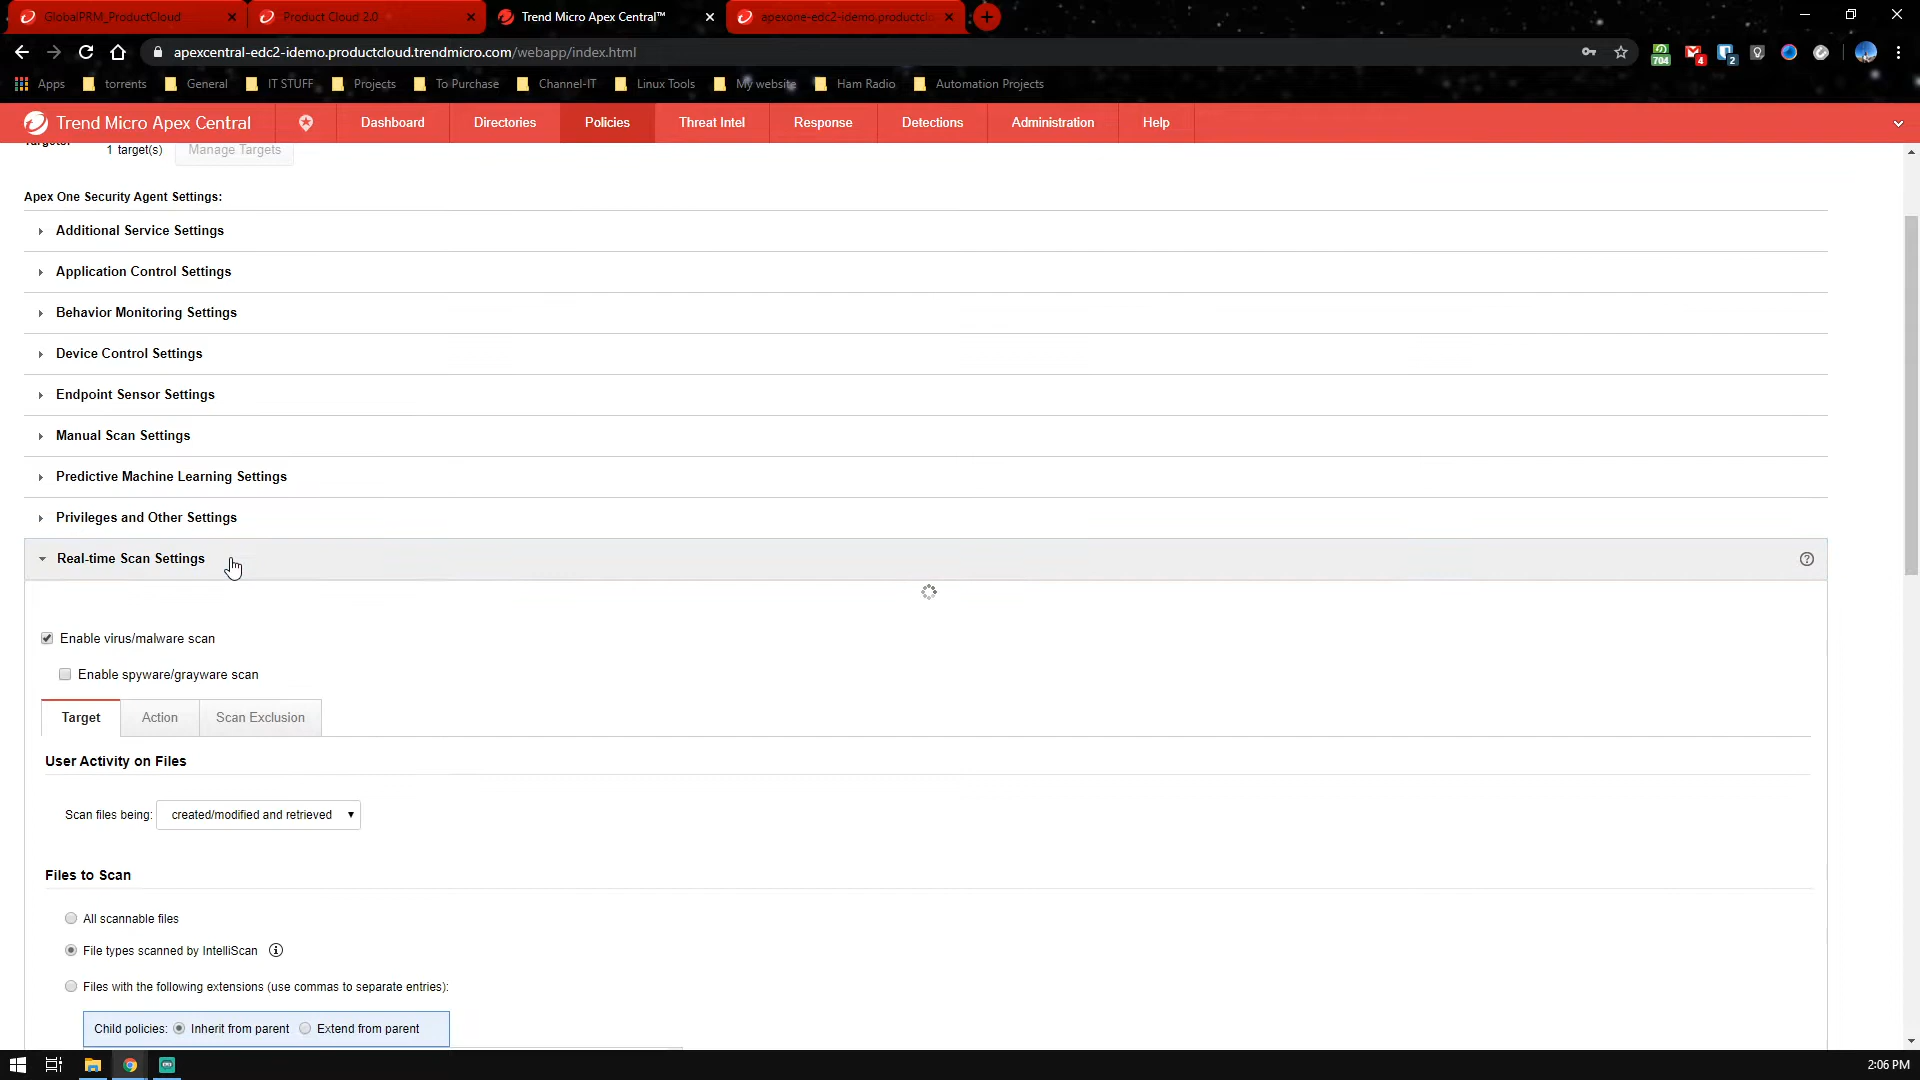 GlobalPRM_ProductCloud
Product Cloud 2.0
Trend Micro Apex Central™
apexone-edc2-idemo.productclo
apexcentral-edc2-idemo.productcloud.trendmicro.com/webapp/index.html
704
4
2
Apps
torrents
General
IT STUFF
Projects
To Purchase
Channel-IT
Linux Tools
My website
Ham Radio
Automation Projects
Trend Micro Apex Central
Dashboard
Directories
Policies
Threat Intel
Response
Detections
Administration
Help
Targets:
1 target(s)
Manage Targets
Apex One Security Agent Settings:
Additional Service Settings
Application Control Settings
Behavior Monitoring Settings
Device Control Settings
Endpoint Sensor Settings
Manual Scan Settings
Predictive Machine Learning Settings
Privileges and Other Settings
Real-time Scan Settings
Enable virus/malware scan
Enable spyware/grayware scan
Target
Action
Scan Exclusion
User Activity on Files
Scan files being: created/modified and retrieved
Files to Scan
All scannable files
File types scanned by IntelliScan
Files with the following extensions (use commas to separate entries):
Child policies: Inherit from parent Extend from parent
2:06 PM